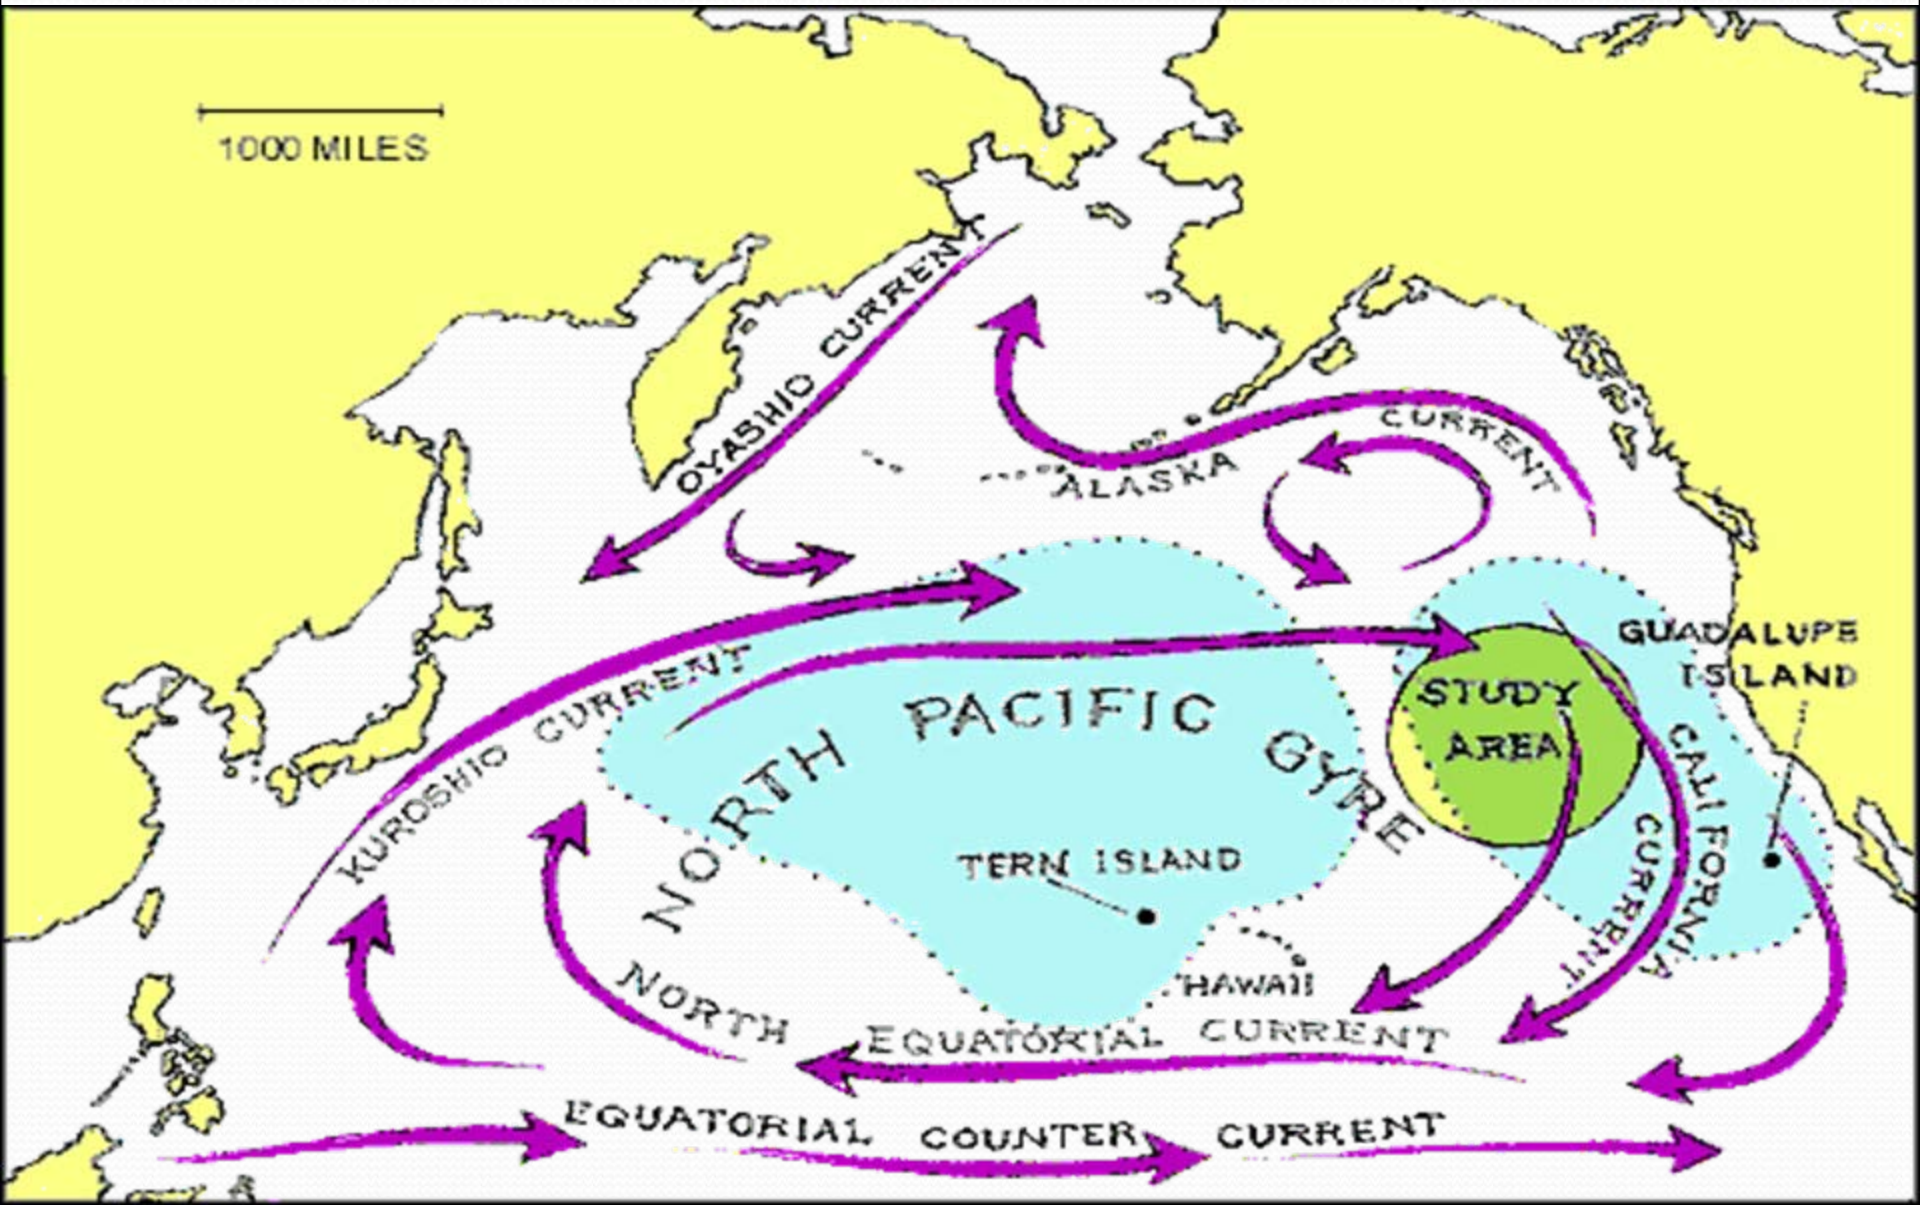 1000 MILES
OYASHIO CURRENT
ALASKA CURRENT
GUADALUPE
ISLAND
STUDY
AREA
KUROSHIO CURRENT
NORTH PACIFIC GYRE
CALIFORNIA
CURRENT
TERN ISLAND
HAWAII
NORTH EQUATORIAL CURRENT
EQUATORIAL COUNTER CURRENT